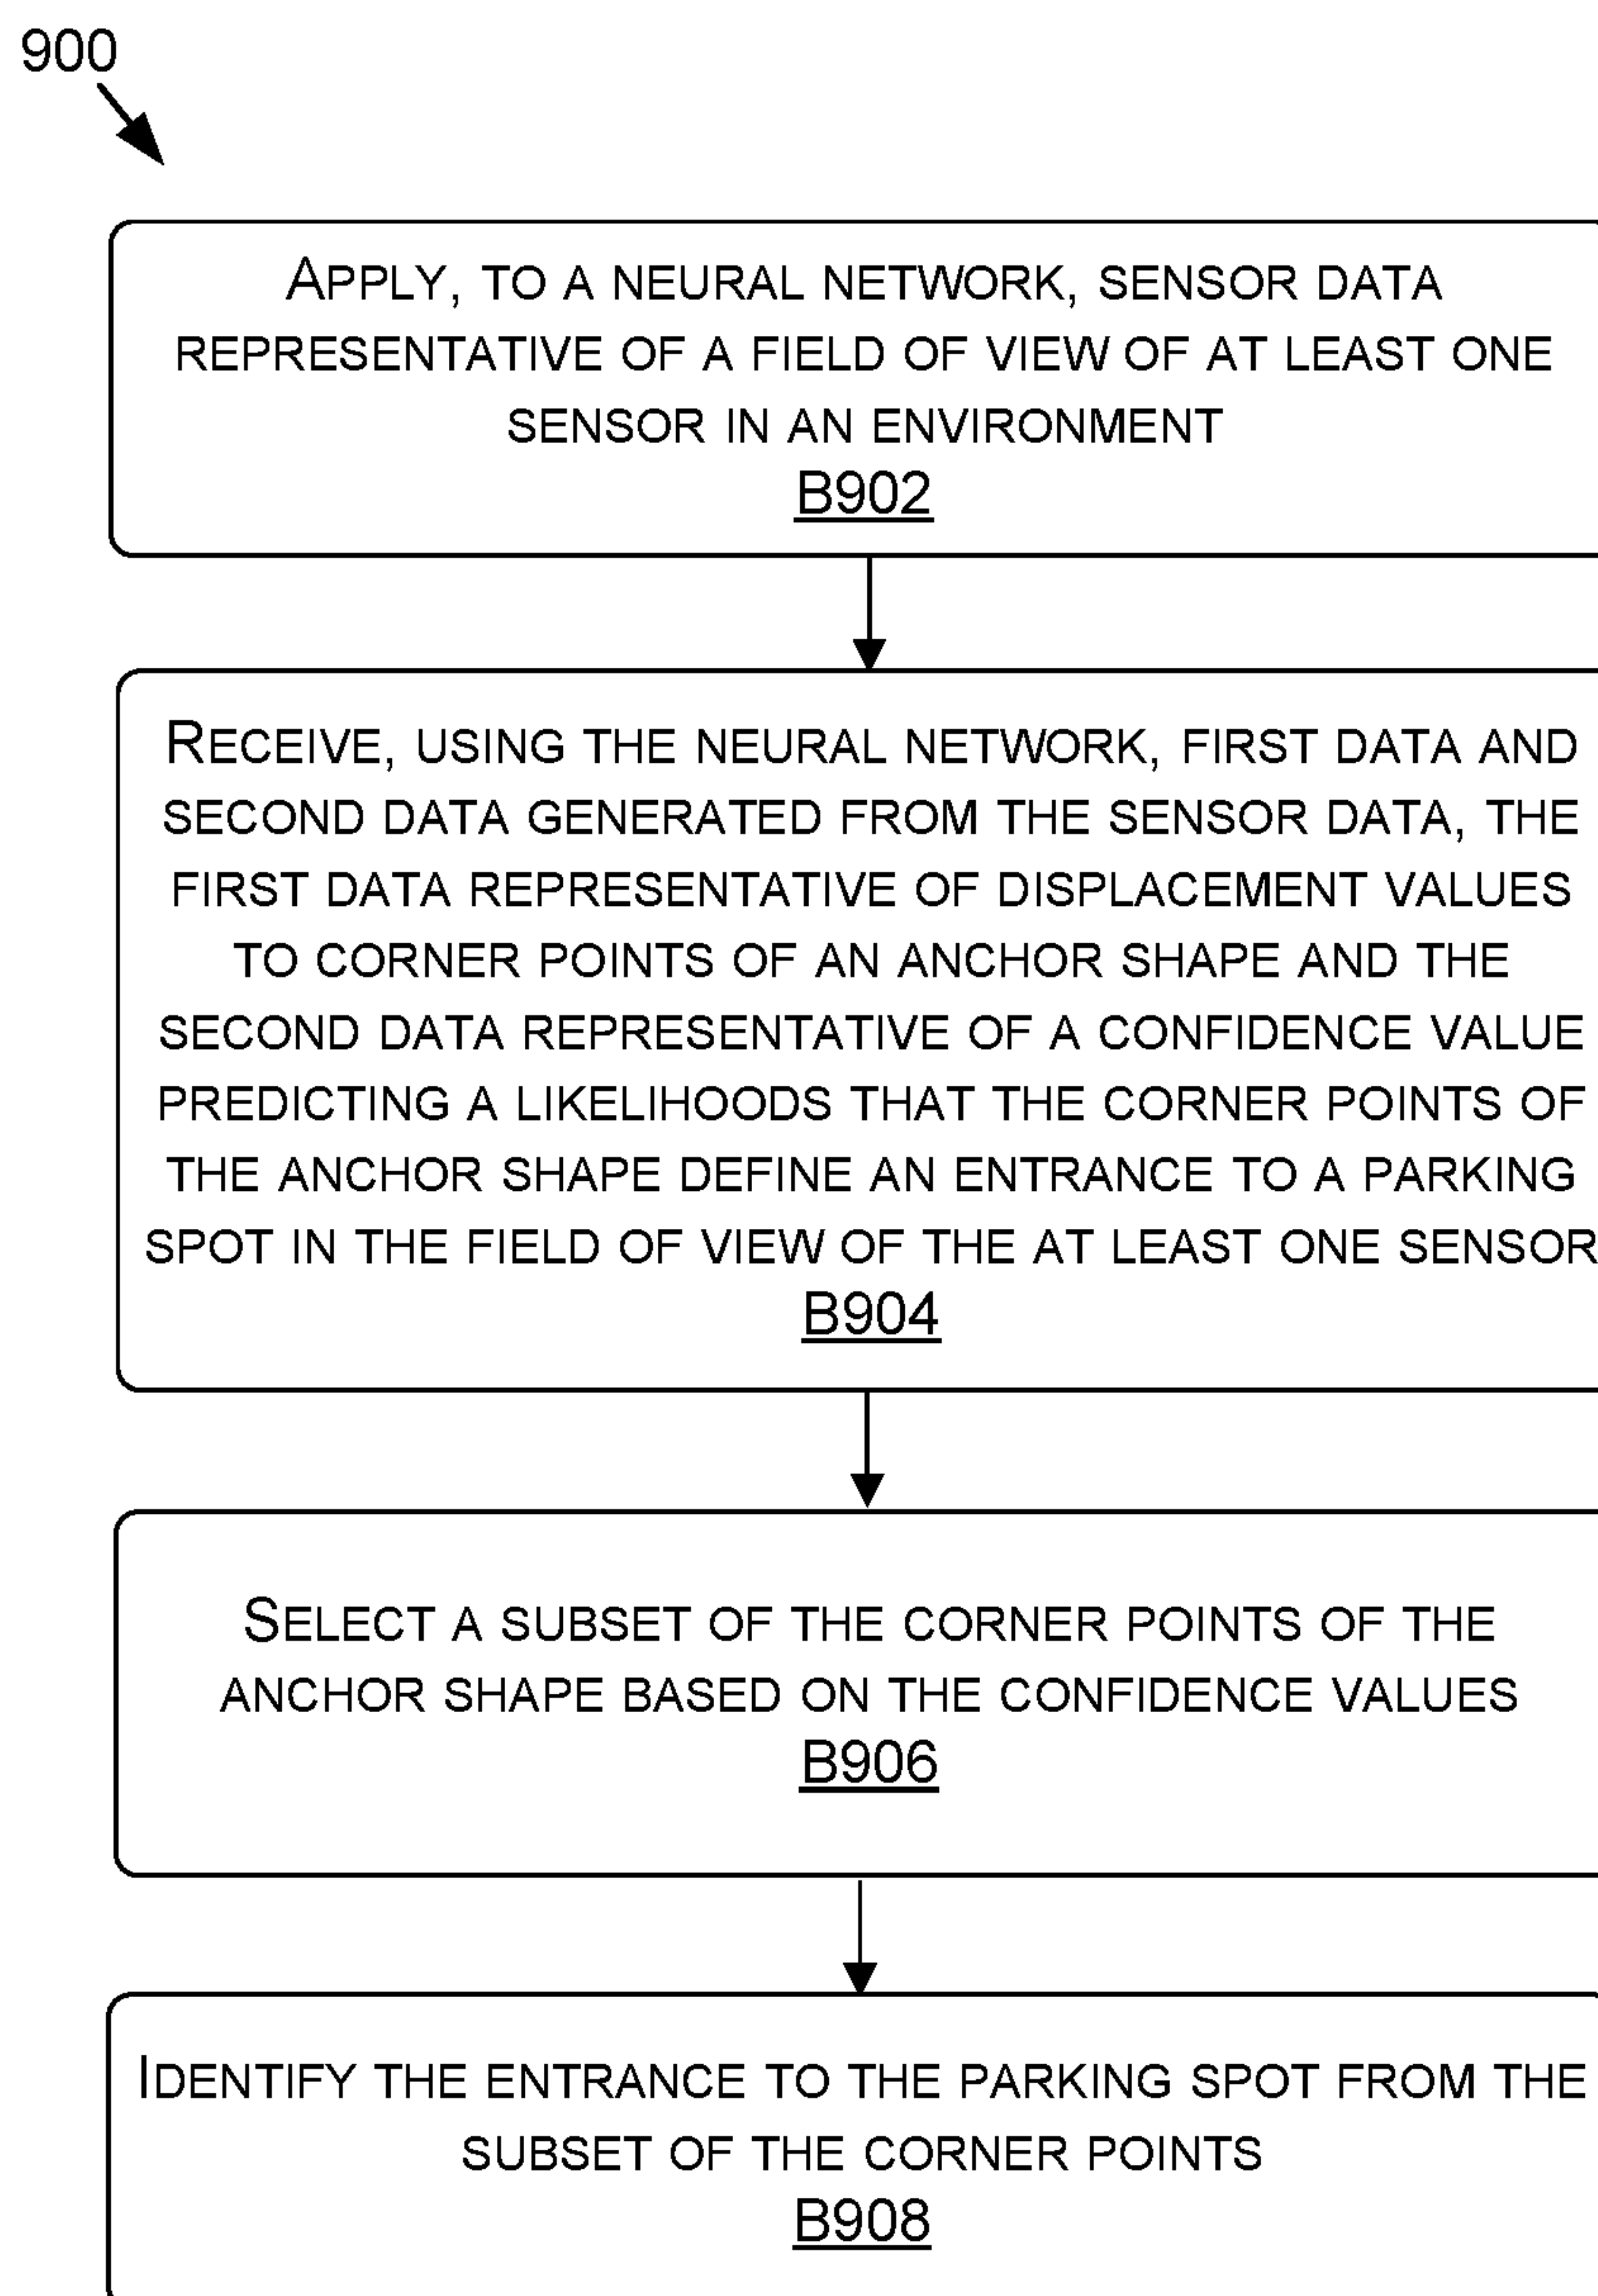 900
APPLY, TO A NEURAL NETWORK, SENSOR DATA
REPRESENTATIVE OF A FIELD OF VIEW OF AT LEAST ONE
SENSOR IN AN ENVIRONMENT
B902
RECEIVE, USING THE NEURAL NETWORK, FIRST DATA AND
SECOND DATA GENERATED FROM THE SENSOR DATA, THE
FIRST DATA REPRESENTATIVE OF DISPLACEMENT VALUES
TO CORNER POINTS OF AN ANCHOR SHAPE AND THE
SECOND DATA REPRESENTATIVE OF A CONFIDENCE VALUE
PREDICTING A LIKELIHOODS THAT THE CORNER POINTS OF
THE ANCHOR SHAPE DEFINE AN ENTRANCE TO A PARKING
SPOT IN THE FIELD OF VIEW OF THE AT LEAST ONE SENSOR
B904
SELECT A SUBSET OF THE CORNER POINTS OF THE
ANCHOR SHAPE BASED ON THE CONFIDENCE VALUES
B906
IDENTIFY THE ENTRANCE TO THE PARKING SPOT FROM THE
SUBSET OF THE CORNER POINTS
B908